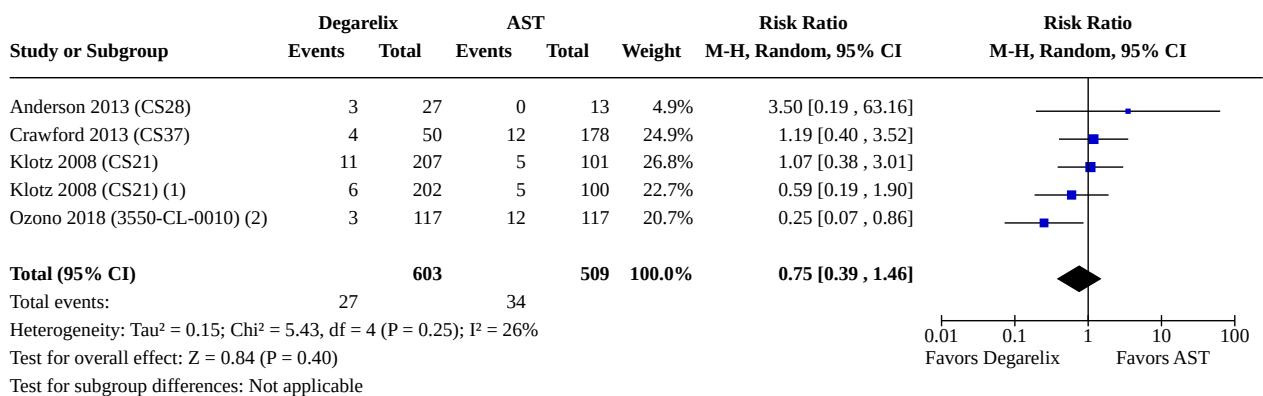 Degarelix AST Risk Ratio Risk Ratio
Study or Subgroup Events Total Events Total Weight M-H, Random, 95% CI M-H, Random, 95% CI
Anderson 2013 (CS28) 3 27 0 13 4.9% 3.50 [0.19 , 63.16]
Crawford 2013 (CS37) 4 50 12 178 24.9% 1.19 [0.40 , 3.52]
Klotz 2008 (CS21) 11 207 5 101 26.8% 1.07 [0.38 , 3.01]
Klotz 2008 (CS21) (1) 6 202 5 100 22.7% 0.59 [0.19 , 1.90]
Ozono 2018 (3550-CL-0010) (2) 3 117 12 117 20.7% 0.25 [0.07 , 0.86]
Total (95% CI) 603 509 100.0% 0.75 [0.39 , 1.46]
Total events: 27 34
Heterogeneity: Tau² = 0.15; Chi² = 5.43, df = 4 (P = 0.25); I² = 26%
Test for overall effect: Z = 0.84 (P = 0.40)
Test for subgroup differences: Not applicable
0.01 0.1 1 10 100
Favors Degarelix Favors AST